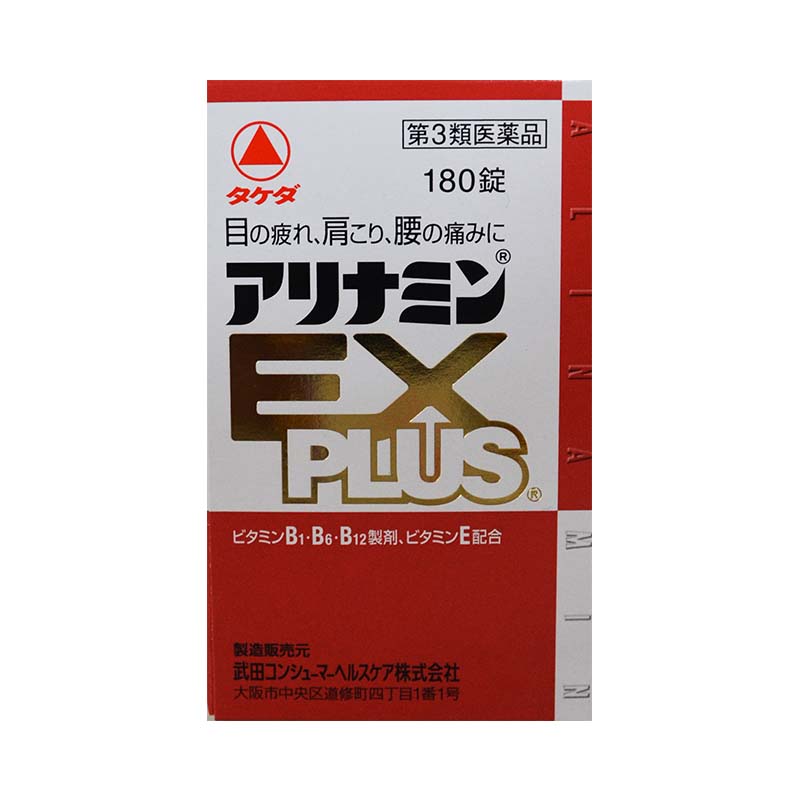 第3類医薬品
タケダ
180錠
目の疲れ、肩こり、腰の痛みに
アリナミン®
EX
PLUS®
ビタミンB1・B6・B12製剤、ビタミンE配合
製造販売元
武田コンシューマーヘルスケア株式会社
大阪市中央区道修町四丁目1番1号
ALINAMIN